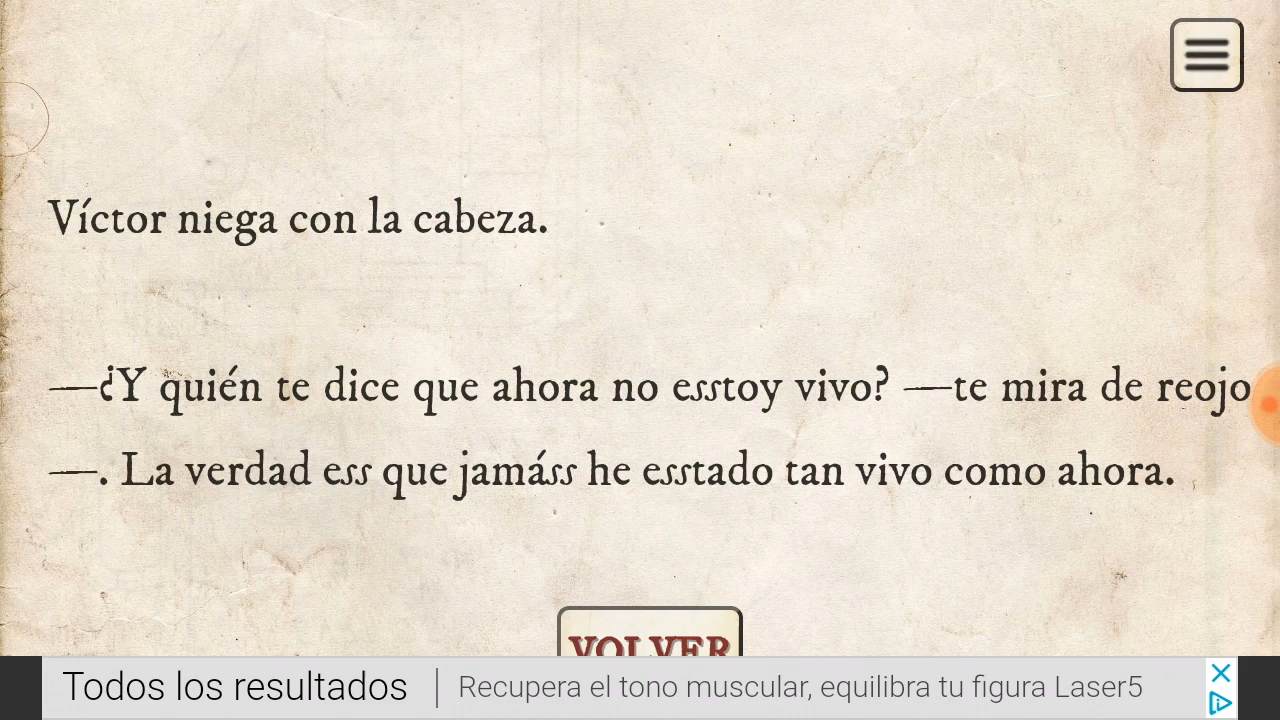 Víctor niega con la cabeza.
—¿Y quién te dice que ahora no esstoy vivo? —te mira de reojo
—. La verdad ess que jamáss he esstado tan vivo como ahora.
VOLVER
Todos los resultados
Recupera el tono muscular, equilibra tu figura Laser5